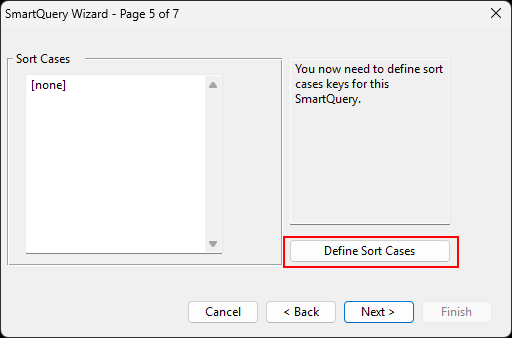 SmartQuery Wizard - Page 5 of 7
Sort Cases
[none]
You now need to define sort
cases keys for this
SmartQuery.
Define Sort Cases
Cancel
< Back
Next >
Finish